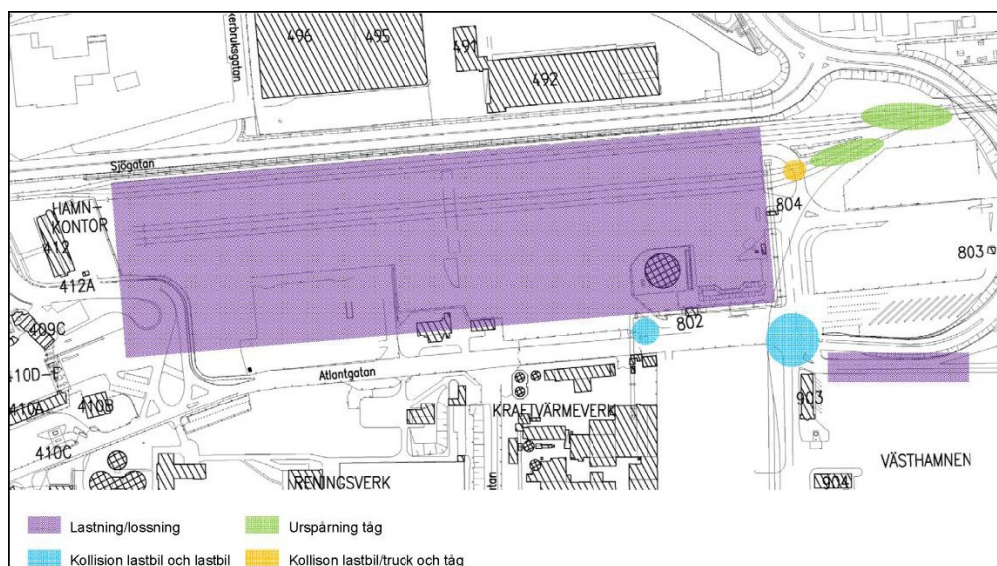 kerbruksgatan
496
495
491
492
Sjögatan
HAMN-
KONTOR
412
804
803
412A
409C
802
Atlantgatan
410D-E
410A
410B
KRAFTVÄRMEVERK
903
410C
VÄSTHAMNEN
RENINGSVERK
904
Lastning/lossning
Urspårning tåg
Kollision lastbil och lastbil
Kollison lastbil/truck och tåg